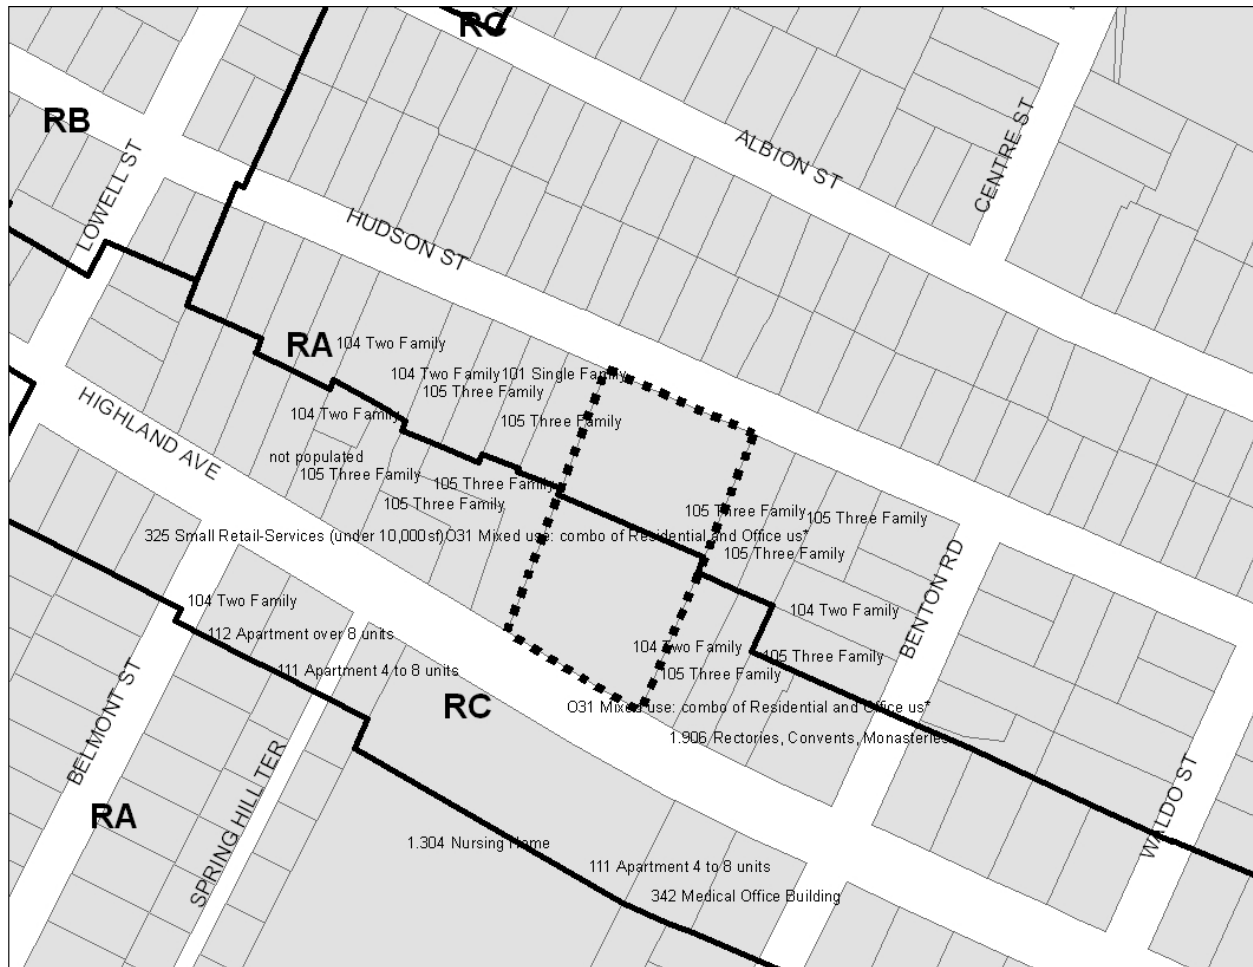 RC
RB
ALBION ST
CENTRE ST
LOWELL ST
HUDSON ST
RA
104 Two Family
104 Two Family
101 Single Family
105 Three Family
HIGHLAND AVE
104 Two Family
105 Three Family
not populated
105 Three Family
105 Three Family
105 Three Family
105 Three Family
105 Three Family
325 Small Retail-Services (under 10,000sf)
O31 Mixed use: combo of Residential and Office us*
105 Three Family
BENTON RD
104 Two Family
104 Two Family
112 Apartment over 8 units
104 Two Family
105 Three Family
111 Apartment 4 to 8 units
105 Three Family
BELMONT ST
RC
O31 Mixed use: combo of Residential and Office us*
1.906 Rectories, Convents, Monasteries
SPRING HILL TER
WALDO ST
RA
1.304 Nursing Home
111 Apartment 4 to 8 units
342 Medical Office Building